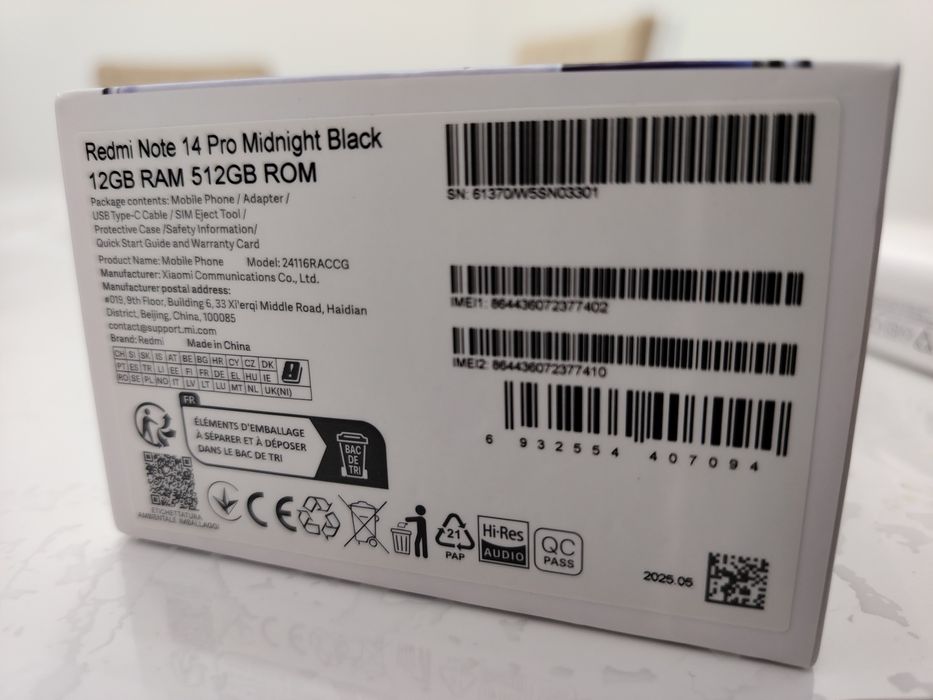 Redmi Note 14 Pro Midnight Black
12GB RAM 512GB ROM
Package contents: Mobile Phone / Adapter /
USB Type-C Cable / SIM Eject Tool /
Protective Case /Safety Information/
Quick Start Guide and Warranty Card
Product Name: Mobile Phone Model: 24116RACCG
Manufacturer: Xiaomi Communications Co., Ltd.
Manufacturer postal address:
#019, 9th Floor, Building 6, 33 Xi'erqi Middle Road, Haidian
District, Beijing, China, 100085
contact@support.mi.com
Brand: Redmi Made in China
CH SI SK IS AT BE BG HR CY CZ DK
PT ES TR LI EE FI FR DE EL HU IE
RO SE PL NO IT LV LT LU MT NL UK(NI)
FR
ÉLÉMENTS D'EMBALLAGE
À SÉPARER ET À DÉPOSER
DANS LE BAC DE TRI
BAC
DE
TRI
ETICHETTATURA
AMBIENTALE IMBALLAGGI
CE
21
PAP
Hi-Res
AUDIO
QC
PASS
SN: 61370/W5SN03301
IMEI1: 864436072377402
IMEI2: 864436072377410
6 932554 407094
2025.05